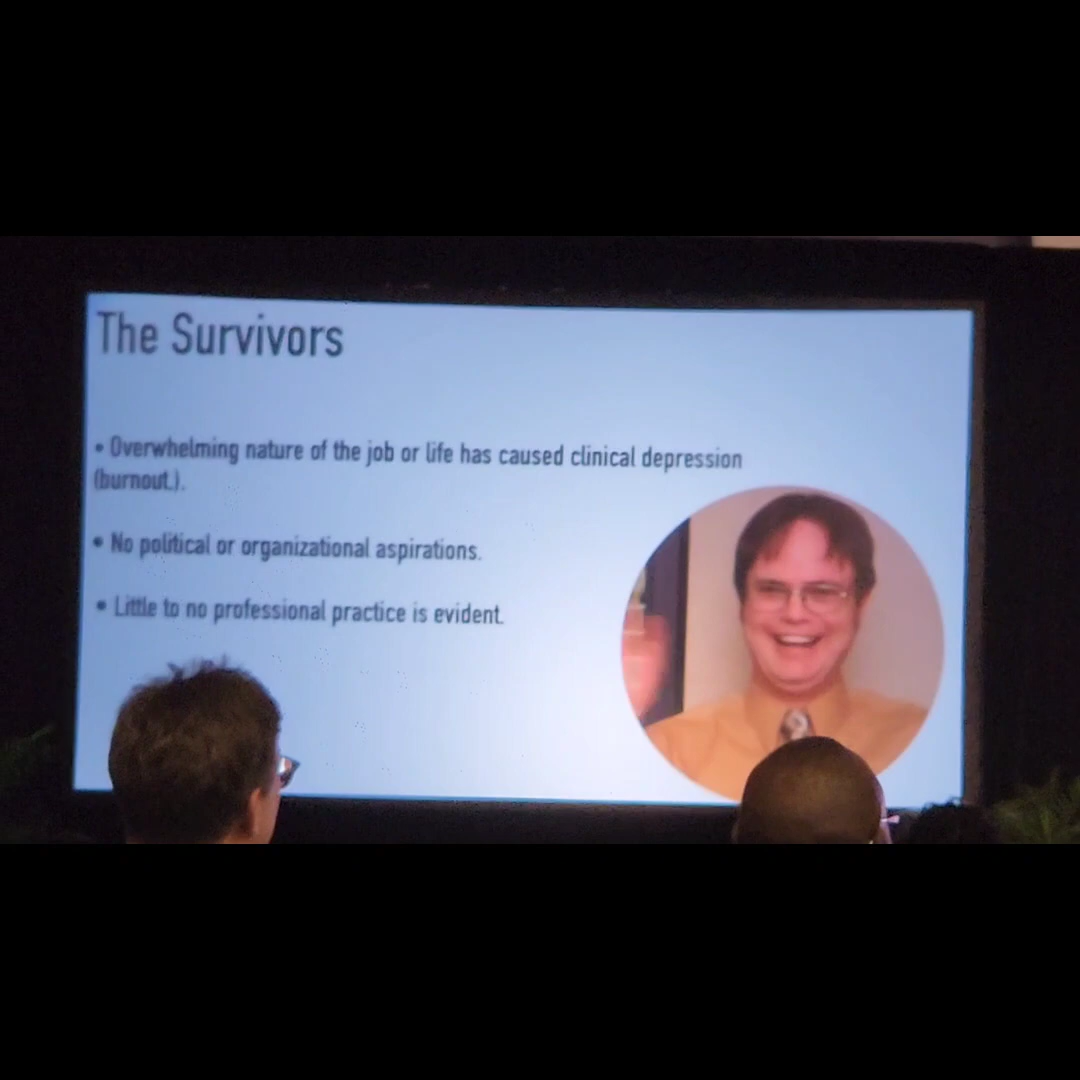 The Survivors
• Overwhelming nature of the job or life has caused clinical depression
(burnout.).
• No political or organizational aspirations.
• Little to no professional practice is evident.